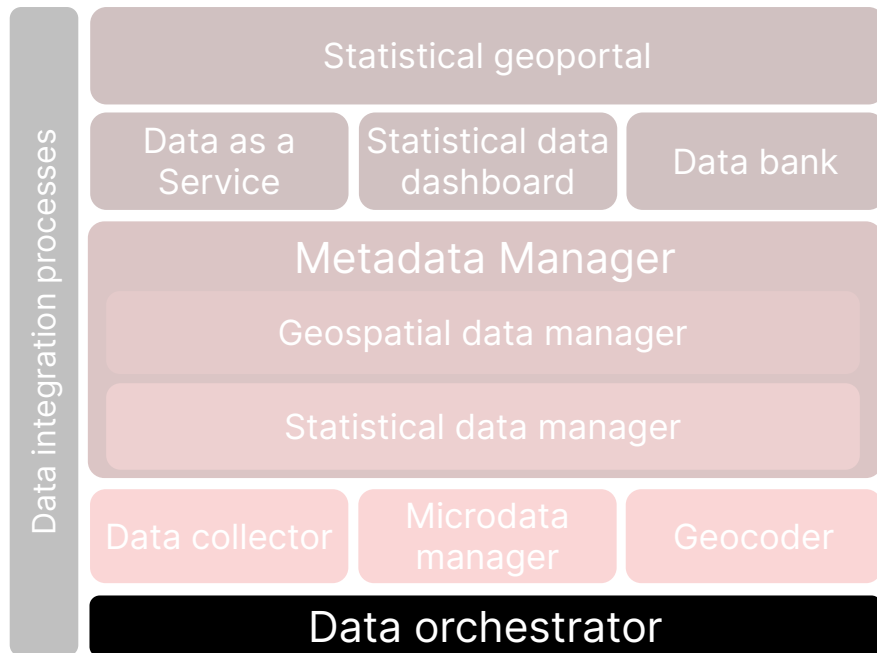 Data integration processes
Statistical geoportal
Data as a
Service
Statistical data
dashboard
Data bank
Metadata Manager
Geospatial data manager
Statistical data manager
Data collector
Microdata
manager
Geocoder
Data orchestrator